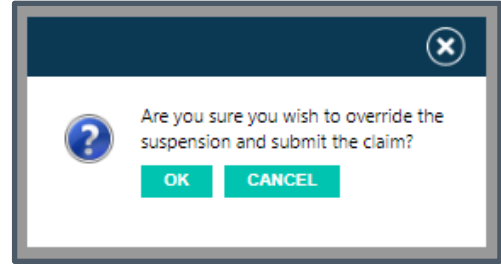 Are you sure you wish to override the
suspension and submit the claim?
OK CANCEL